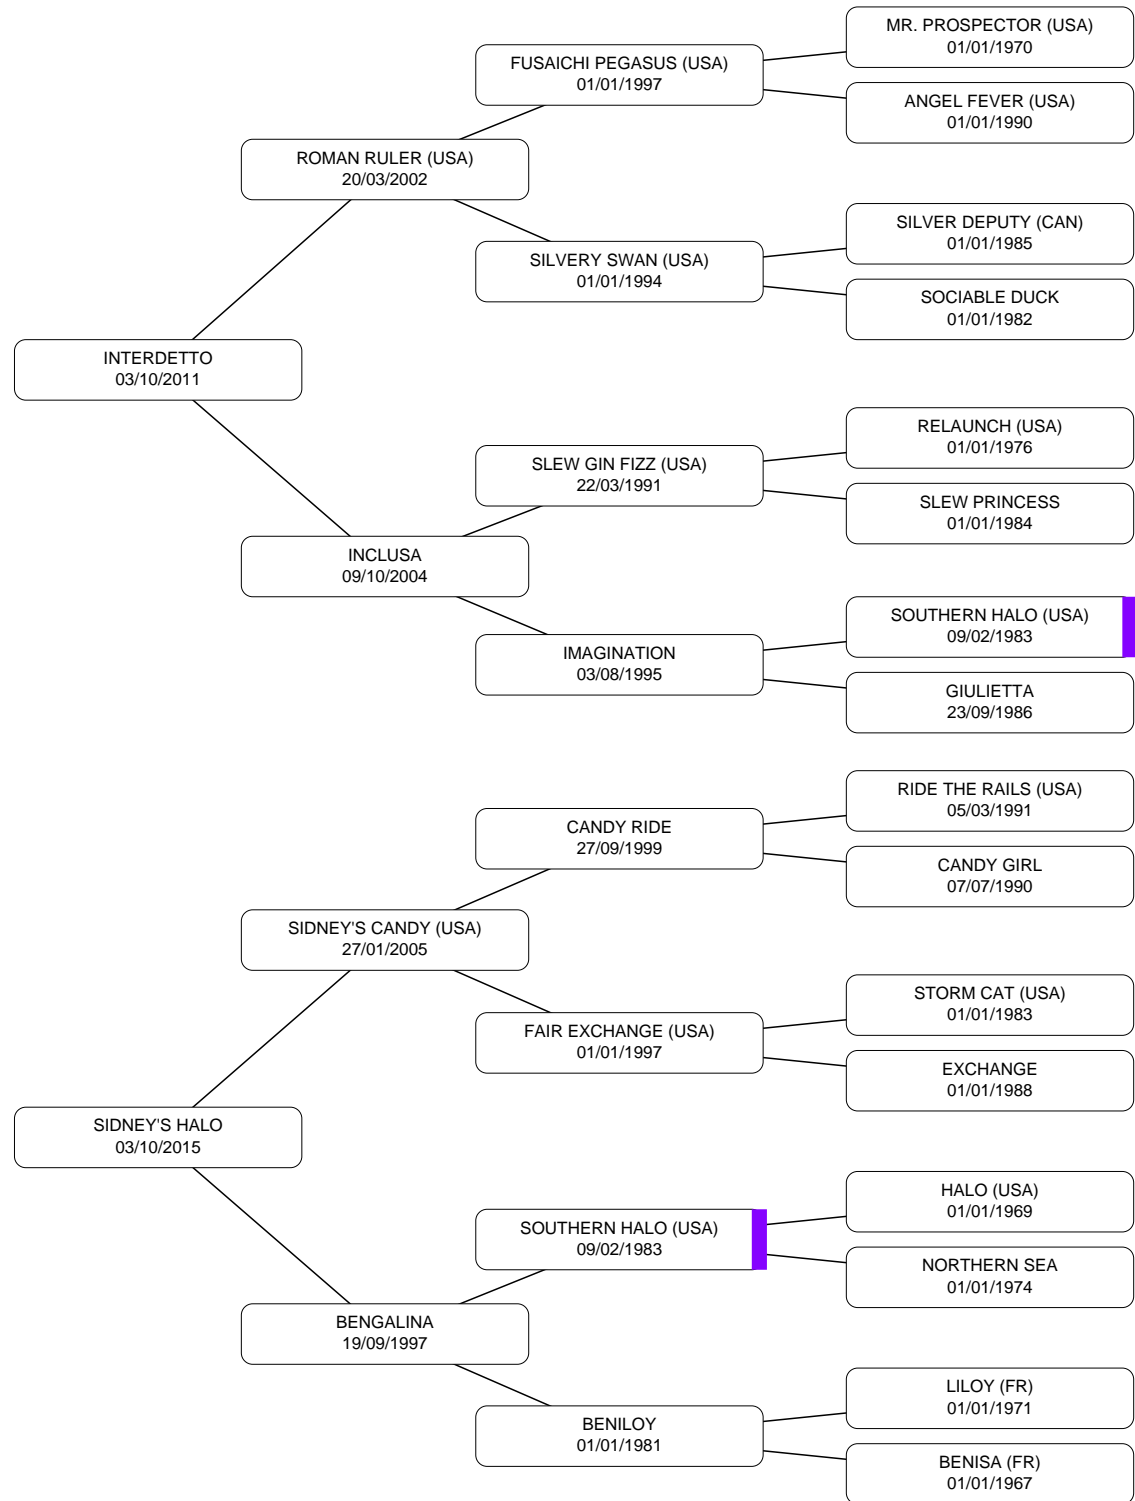 MR. PROSPECTOR (USA)
01/01/1970
FUSAICHI PEGASUS (USA)
01/01/1997
ANGEL FEVER (USA)
01/01/1990
ROMAN RULER (USA)
20/03/2002
SILVER DEPUTY (CAN)
01/01/1985
SILVERY SWAN (USA)
01/01/1994
SOCIABLE DUCK
01/01/1982
INTERDETTO
03/10/2011
RELAUNCH (USA)
01/01/1976
SLEW GIN FIZZ (USA)
22/03/1991
SLEW PRINCESS
01/01/1984
INCLUSA
09/10/2004
SOUTHERN HALO (USA)
09/02/1983
IMAGINATION
03/08/1995
GIULIETTA
23/09/1986
RIDE THE RAILS (USA)
05/03/1991
CANDY RIDE
27/09/1999
CANDY GIRL
07/07/1990
SIDNEY'S CANDY (USA)
27/01/2005
STORM CAT (USA)
01/01/1983
FAIR EXCHANGE (USA)
01/01/1997
EXCHANGE
01/01/1988
SIDNEY'S HALO
03/10/2015
HALO (USA)
01/01/1969
SOUTHERN HALO (USA)
09/02/1983
NORTHERN SEA
01/01/1974
BENGALINA
19/09/1997
LILOY (FR)
01/01/1971
BENILOY
01/01/1981
BENISA (FR)
01/01/1967